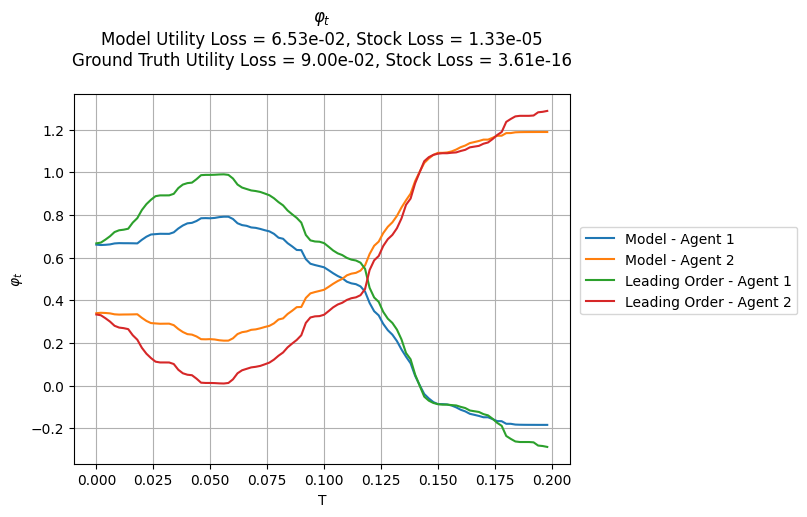 φt
Model Utility Loss = 6.53e-02, Stock Loss = 1.33e-05
Ground Truth Utility Loss = 9.00e-02, Stock Loss = 3.61e-16
1.2
1.0
0.8
0.6
0.4
0.2
0.0
−0.2
φt
0.000 0.025 0.050 0.075 0.100 0.125 0.150 0.175 0.200
T
Model - Agent 1
Model - Agent 2
Leading Order - Agent 1
Leading Order - Agent 2